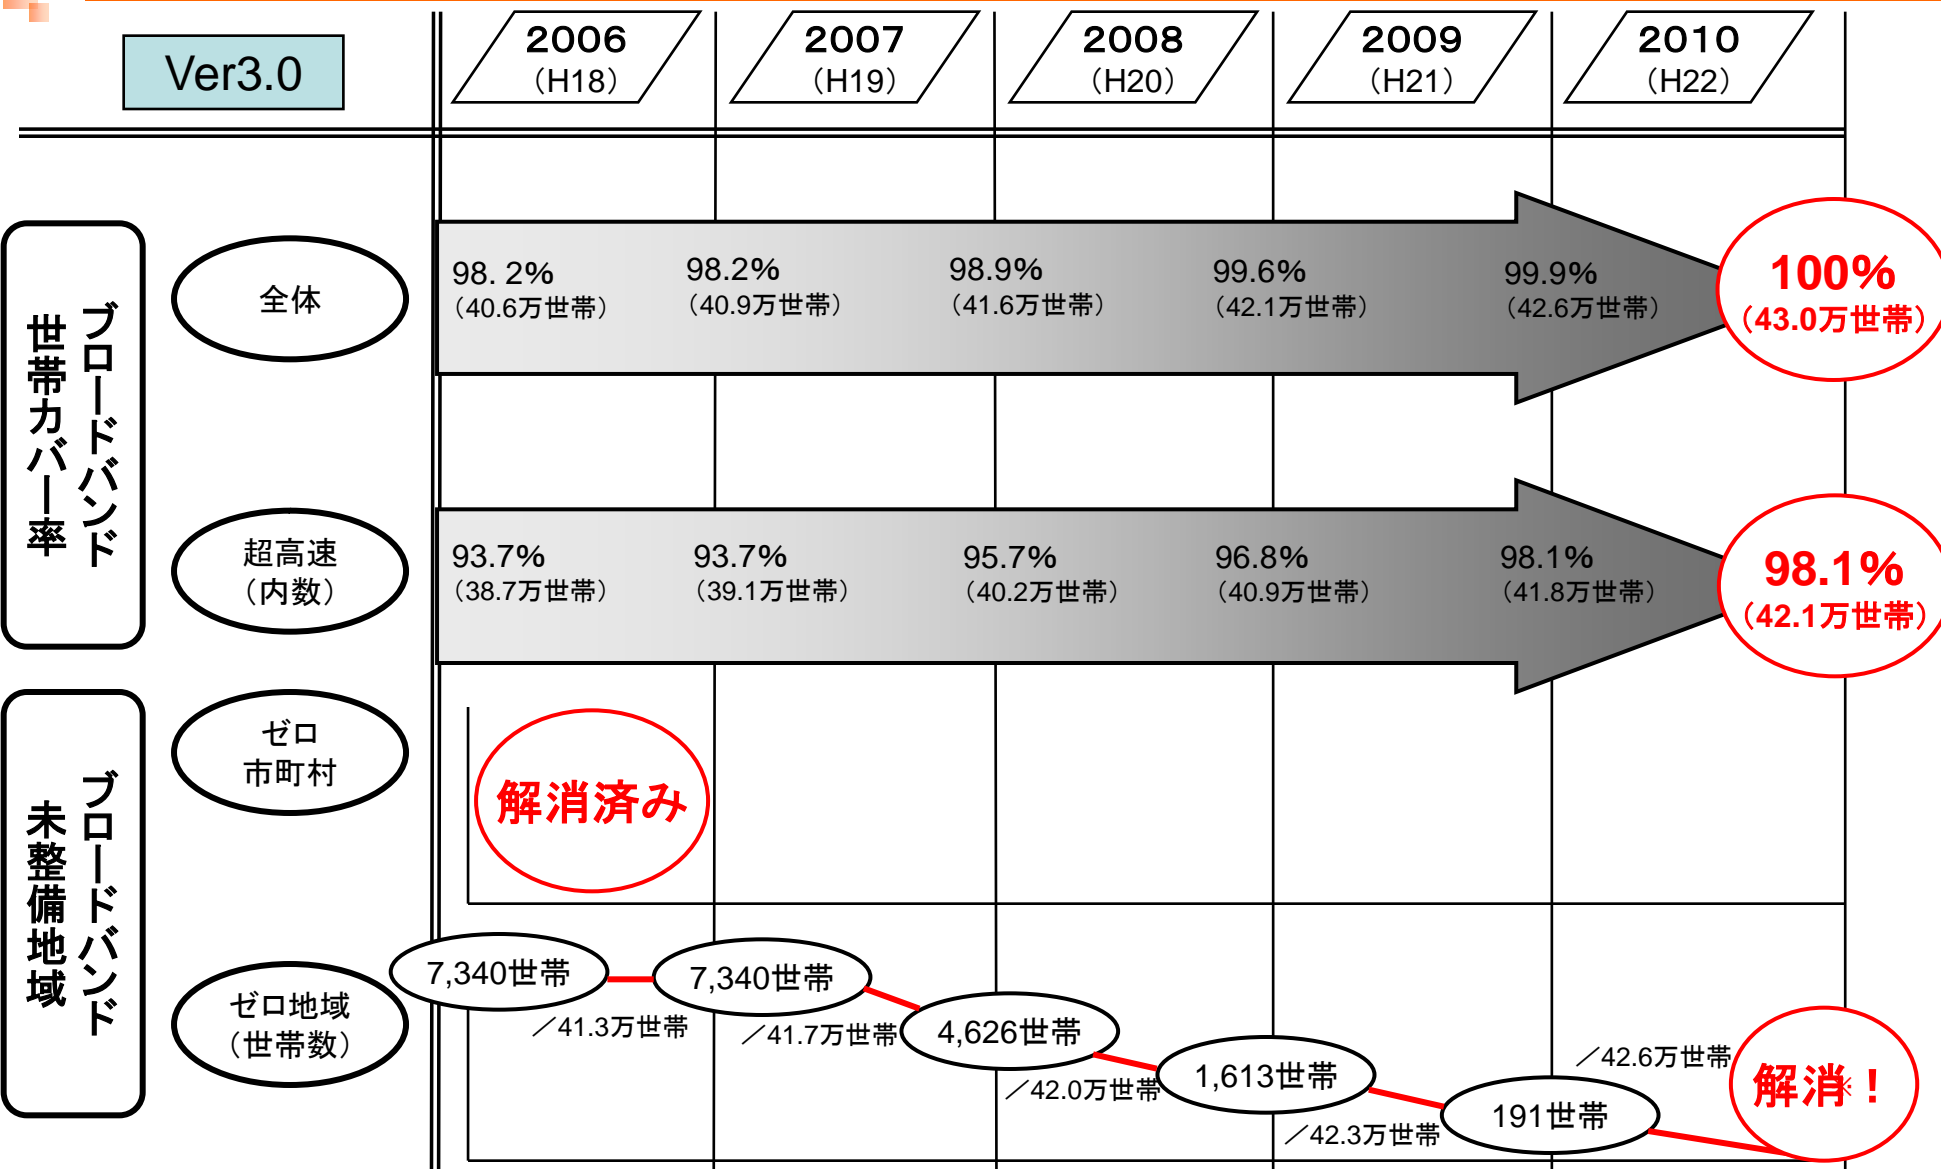 Ver3.0
2006
（H18）
2007
（H19）
2008
（H20）
2009
（H21）
2010
（H22）
ブロードバンド
世帯カバー率
全体
98. 2%
（40.6万世帯）
98.2%
（40.9万世帯）
98.9%
（41.6万世帯）
99.6%
（42.1万世帯）
99.9%
（42.6万世帯）
100%
（43.0万世帯）
超高速
（内数）
93.7%
（38.7万世帯）
93.7%
（39.1万世帯）
95.7%
（40.2万世帯）
96.8%
（40.9万世帯）
98.1%
（41.8万世帯）
98.1%
（42.1万世帯）
ブロードバンド
未整備地域
ゼロ
市町村
解消済み
ゼロ地域
（世帯数）
7,340世帯
／41.3万世帯
7,340世帯
／41.7万世帯
4,626世帯
／42.0万世帯
1,613世帯
／42.3万世帯
191世帯
／42.6万世帯
解消※！